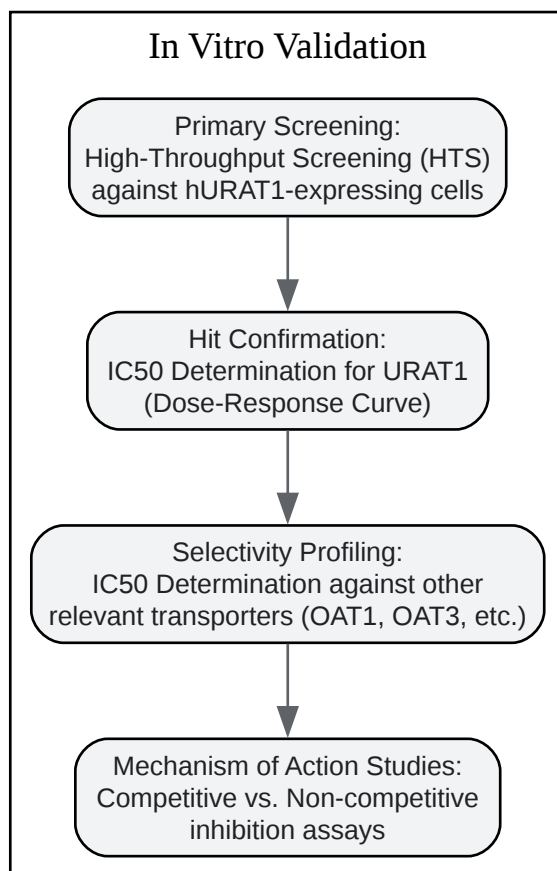 In Vitro Validation
Primary Screening:
High-Throughput Screening (HTS)
against hURAT1-expressing cells
Hit Confirmation:
IC50 Determination for URAT1
(Dose-Response Curve)
Selectivity Profiling:
IC50 Determination against other
relevant transporters (OAT1, OAT3, etc.)
Mechanism of Action Studies:
Competitive vs. Non-competitive
inhibition assays